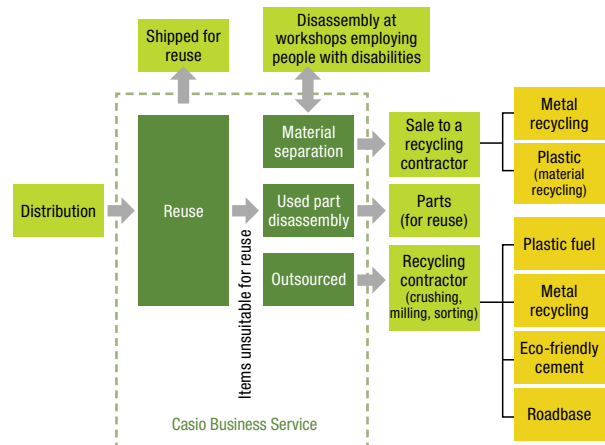 Shipped for
reuse
Disassembly at
workshops employing
people with disabilities
Distribution
Reuse
Items unsuitable for reuse
Material
separation
Used part
disassembly
Outsourced
Sale to a
recycling
contractor
Parts
(for reuse)
Recycling
contractor
(crushing,
milling, sorting)
Metal
recycling
Plastic
(material
recycling)
Plastic fuel
Metal
recycling
Eco-friendly
cement
Roadbase
Casio Business Service